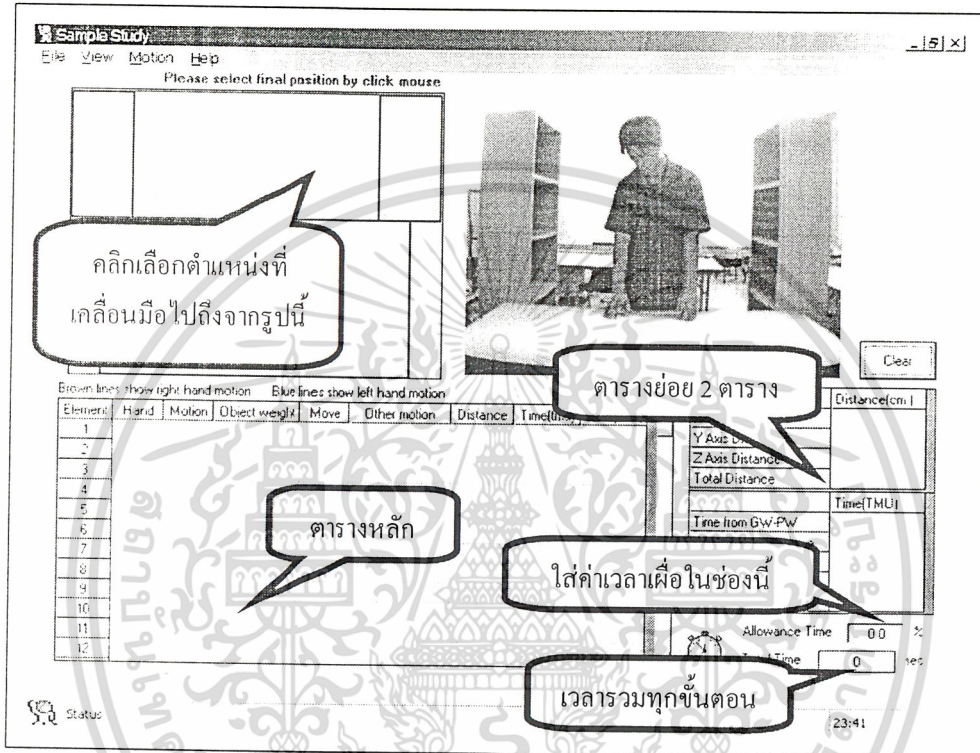 Sample Study
File View Motion Help
Please select final position by click mouse
คลิกเลือกตำแหน่งที่
เคลื่อนมือไปถึงจากรูปนี้
Clear
Brown lines show right hand motion Blue lines show left hand motion
ตารางย่อย 2 ตาราง
Element Hand Motion Object weight Move Other motion Distance
Distance(cm)
1
2
3
4
5
6
7
8
9
10
11
12
Y Axis
Z Axis Distance
Total Distance
Time(TMU)
Time from GW-PW
ตารางหลัก
ใส่ค่าเวลาเผื่อในช่องนี้
Allowance Time 0.0 %
Time 0 sec
เวลารวมทุกขั้นตอน
Status
23:41